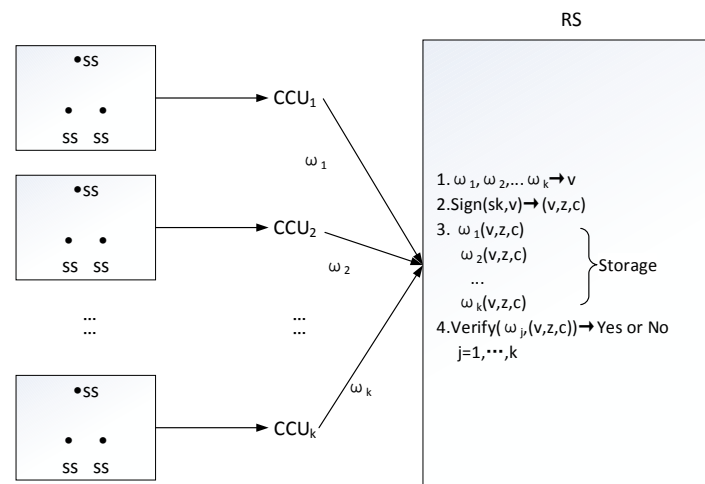 RS
SS
SS SS
CCU₁
ω₁
SS
SS SS
CCU₂
ω₂
...
...
...
...
SS
SS SS
CCUₖ
ωₖ
1.ω₁,ω₂,...ωₖ→v
2.Sign(sk,v)→(v,z,c)
3. ω₁(v,z,c)
ω₂(v,z,c)
...
ωₖ(v,z,c)
Storage
4.Verify(ωⱼ,(v,z,c))→Yes or No
j=1,⋯,k